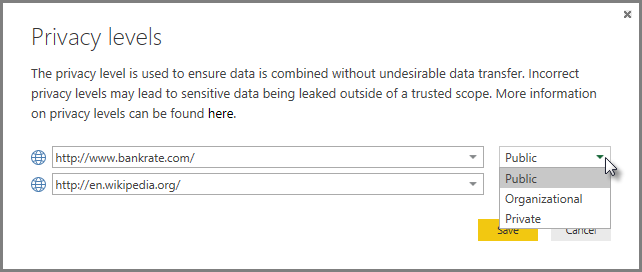 Privacy levels
The privacy level is used to ensure data is combined without undesirable data transfer. Incorrect
privacy levels may lead to sensitive data being leaked outside of a trusted scope. More information
on privacy levels can be found here.
http://www.bankrate.com/ Public
http://en.wikipedia.org/ Public
Organizational
Private
Save Cancel